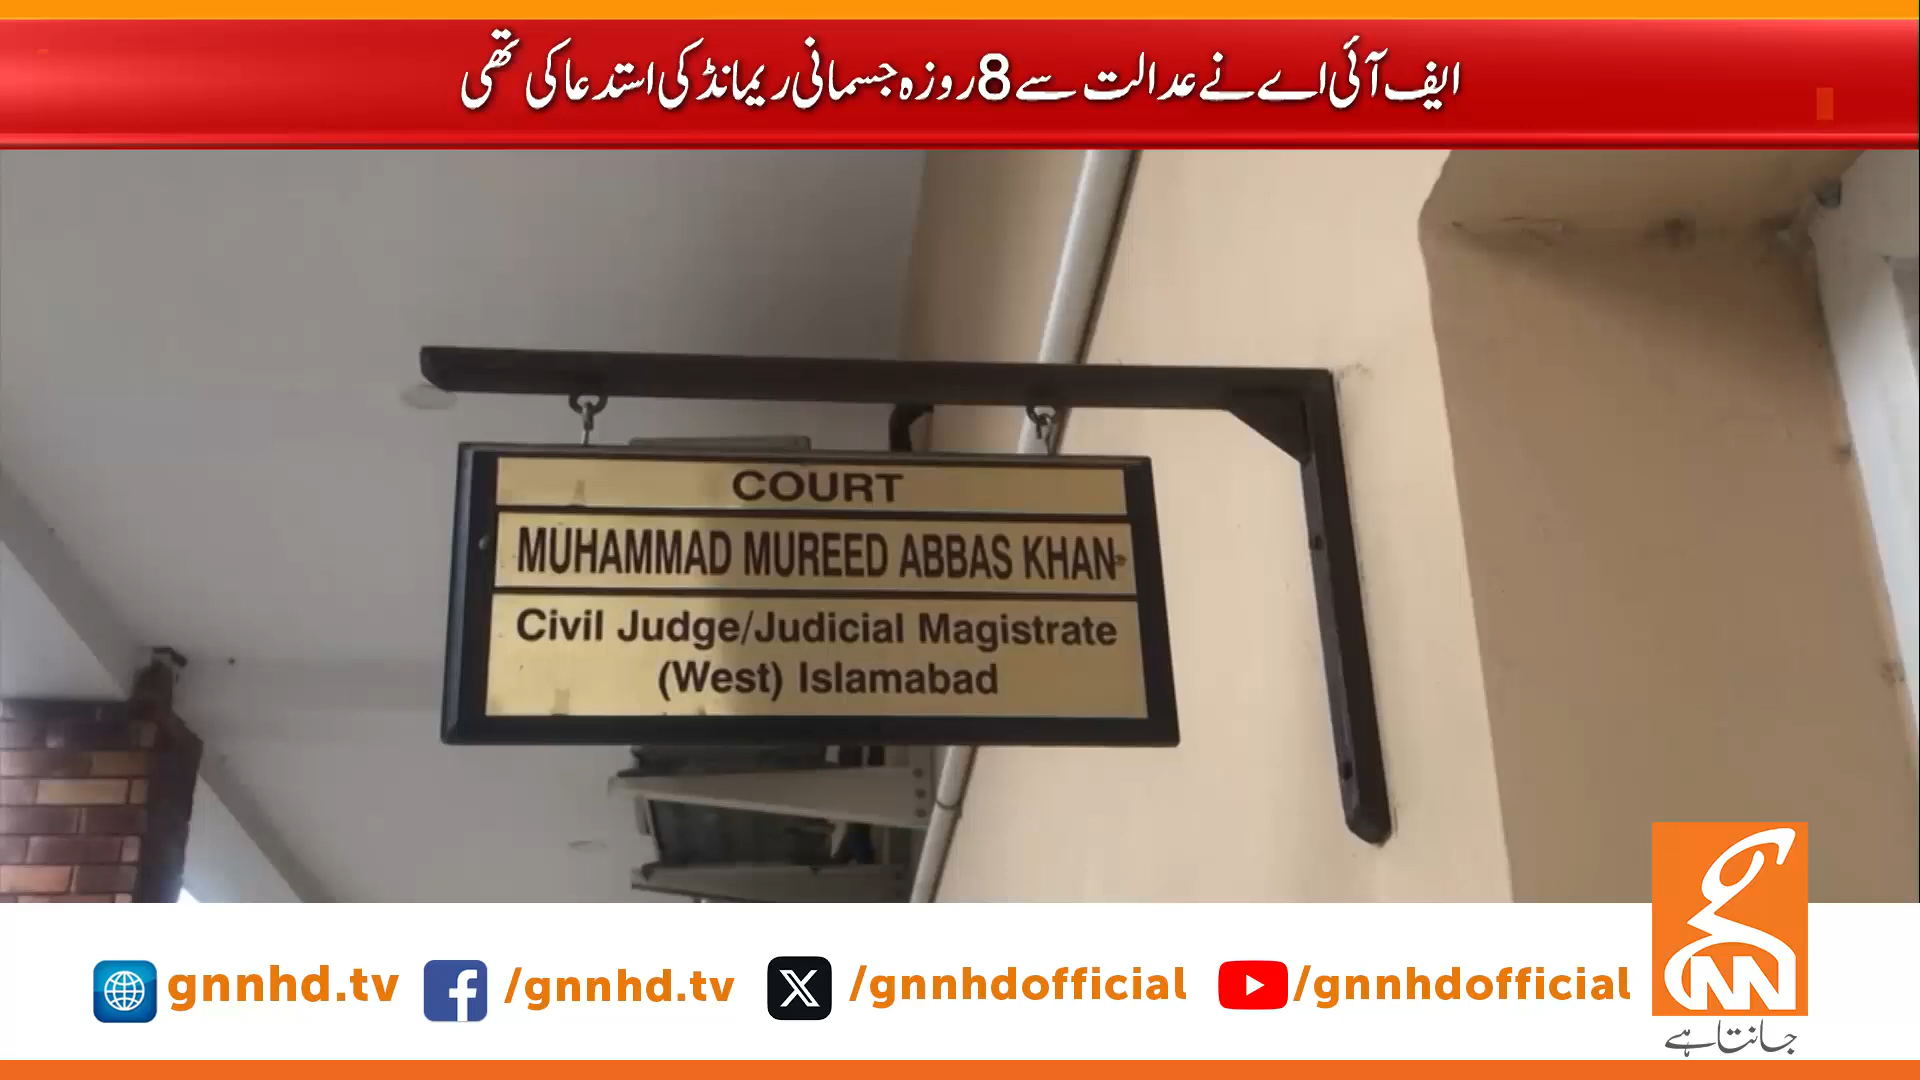 ایف آئی اے نے عدالت سے 8 روزہ جسمانی ریمانڈ کی استدعا کی تھی
COURT
MUHAMMAD MUREED ABBAS KHAN
Civil Judge/Judicial Magistrate
(West) Islamabad
gnnhd.tv /gnnhd.tv /gnnhdofficial /gnnhdofficial
GNN
جانتا ہے